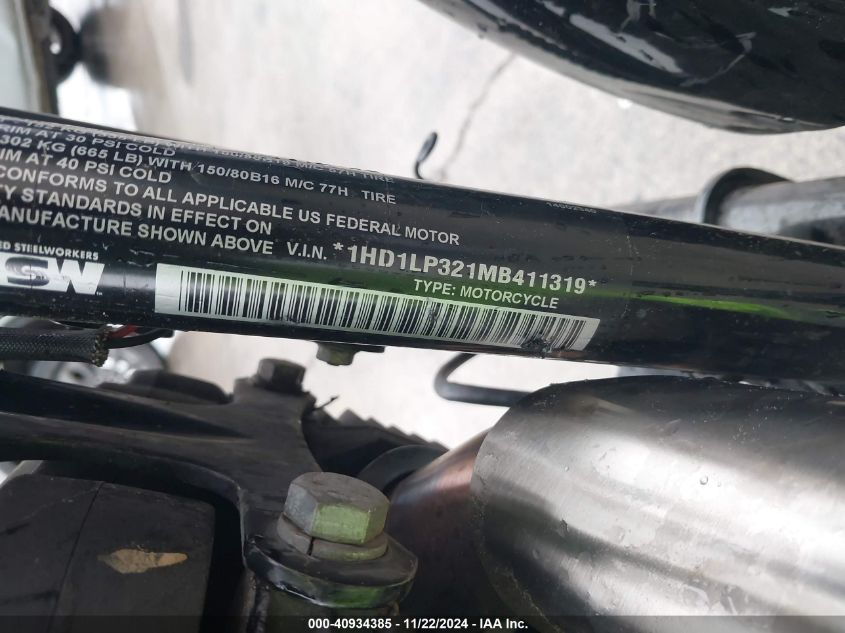 RIM AT 30 PSI COLD
302 KG (665 LB) WITH 150/80B16 M/C 77H TIRE
IM AT 40 PSI COLD
CONFORMS TO ALL APPLICABLE US FEDERAL MOTOR
TY STANDARDS IN EFFECT ON
ANUFACTURE SHOWN ABOVE V.I.N. *1HD1LP321MB411319*
TYPE: MOTORCYCLE
ED STEELWORKERS
USW
000-40934385 - 11/22/2024 - IAA Inc.